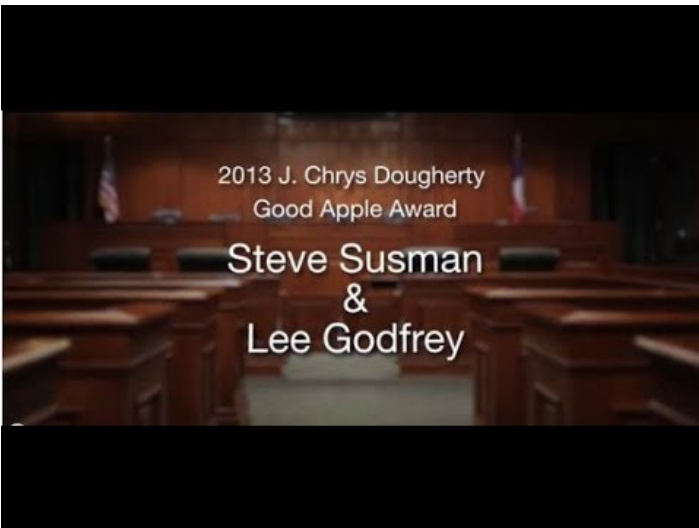 2013 J. Chrys Dougherty
Good Apple Award
Steve Susman
&
Lee Godfrey